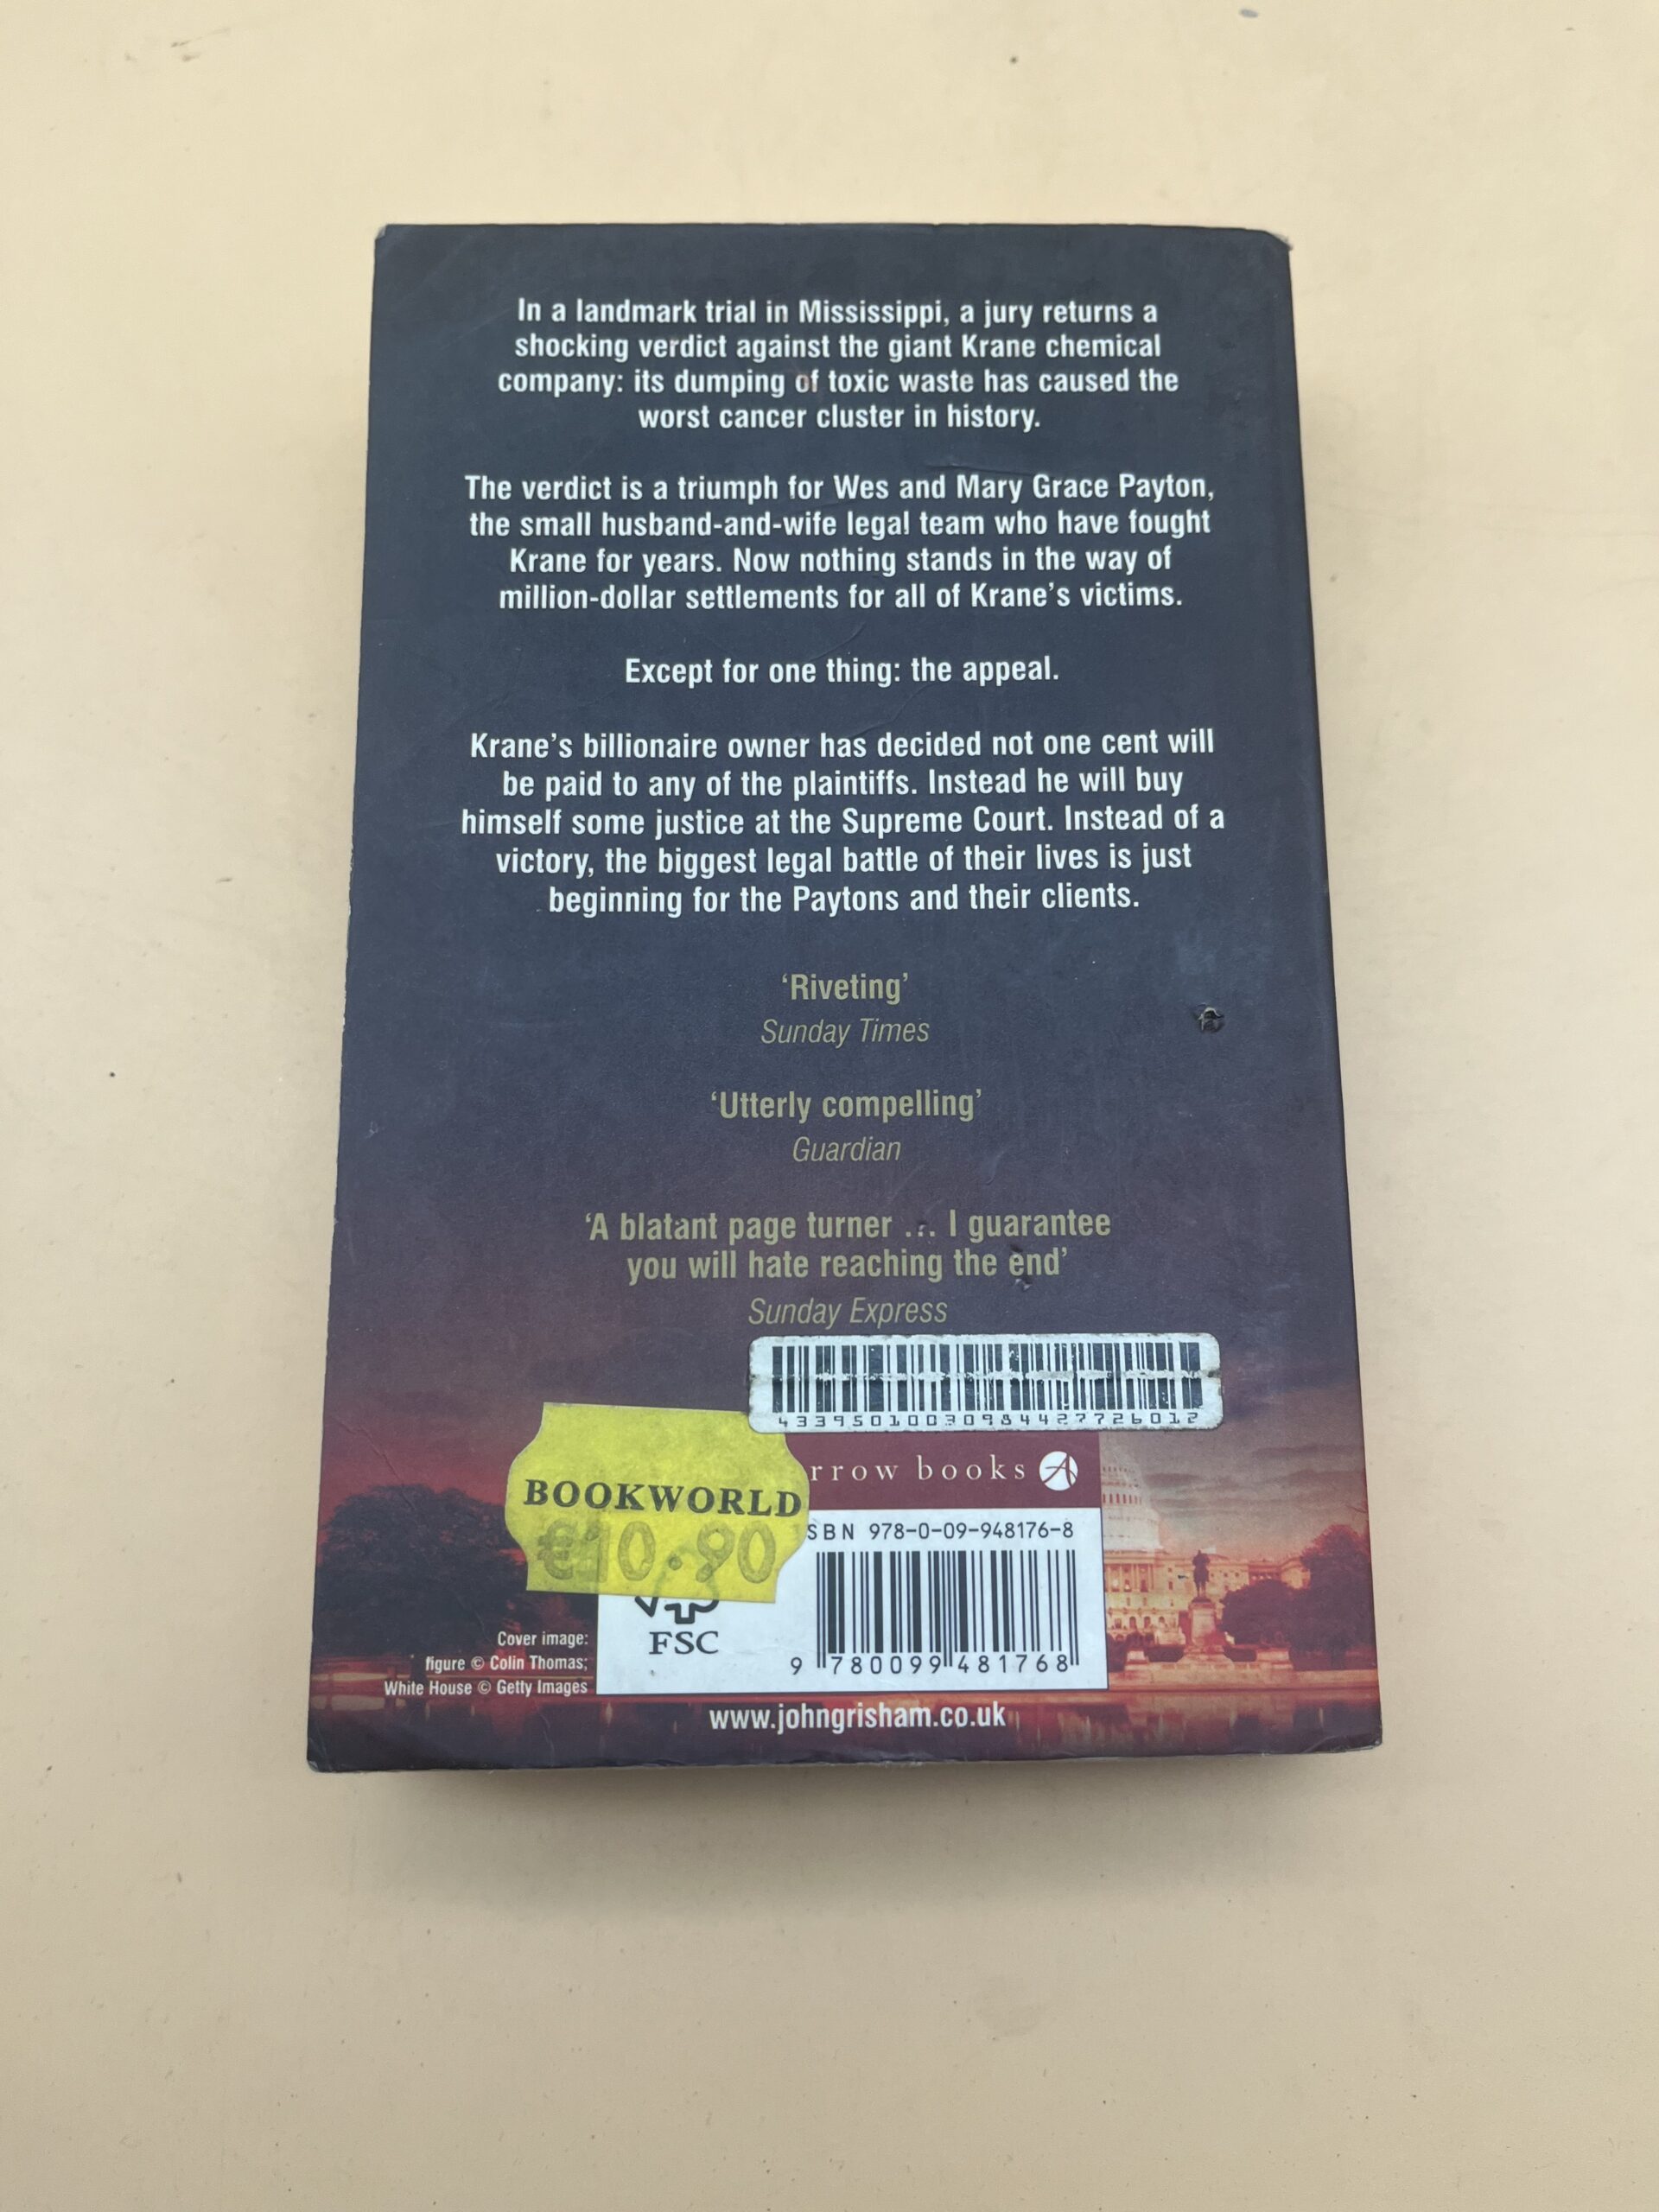 In a landmark trial in Mississippi, a jury returns a
shocking verdict against the giant Krane chemical
company: its dumping of toxic waste has caused the
worst cancer cluster in history.
The verdict is a triumph for Wes and Mary Grace Payton,
the small husband-and-wife legal team who have fought
Krane for years. Now nothing stands in the way of
million-dollar settlements for all of Krane's victims.
Except for one thing: the appeal.
Krane's billionaire owner has decided not one cent will
be paid to any of the plaintiffs. Instead he will buy
himself some justice at the Supreme Court. Instead of a
victory, the biggest legal battle of their lives is just
beginning for the Paytons and their clients.
‘Riveting’
Sunday Times
‘Utterly compelling’
Guardian
‘A blatant page turner ... I guarantee
you will hate reaching the end’
Sunday Express
43395010030984427726012
rrow books
BOOKWORLD
€10.90
SBN 978-0-09-948176-8
FSC
9 780099 481768
Cover image:
figure © Colin Thomas;
White House © Getty Images
www.johngrisham.co.uk